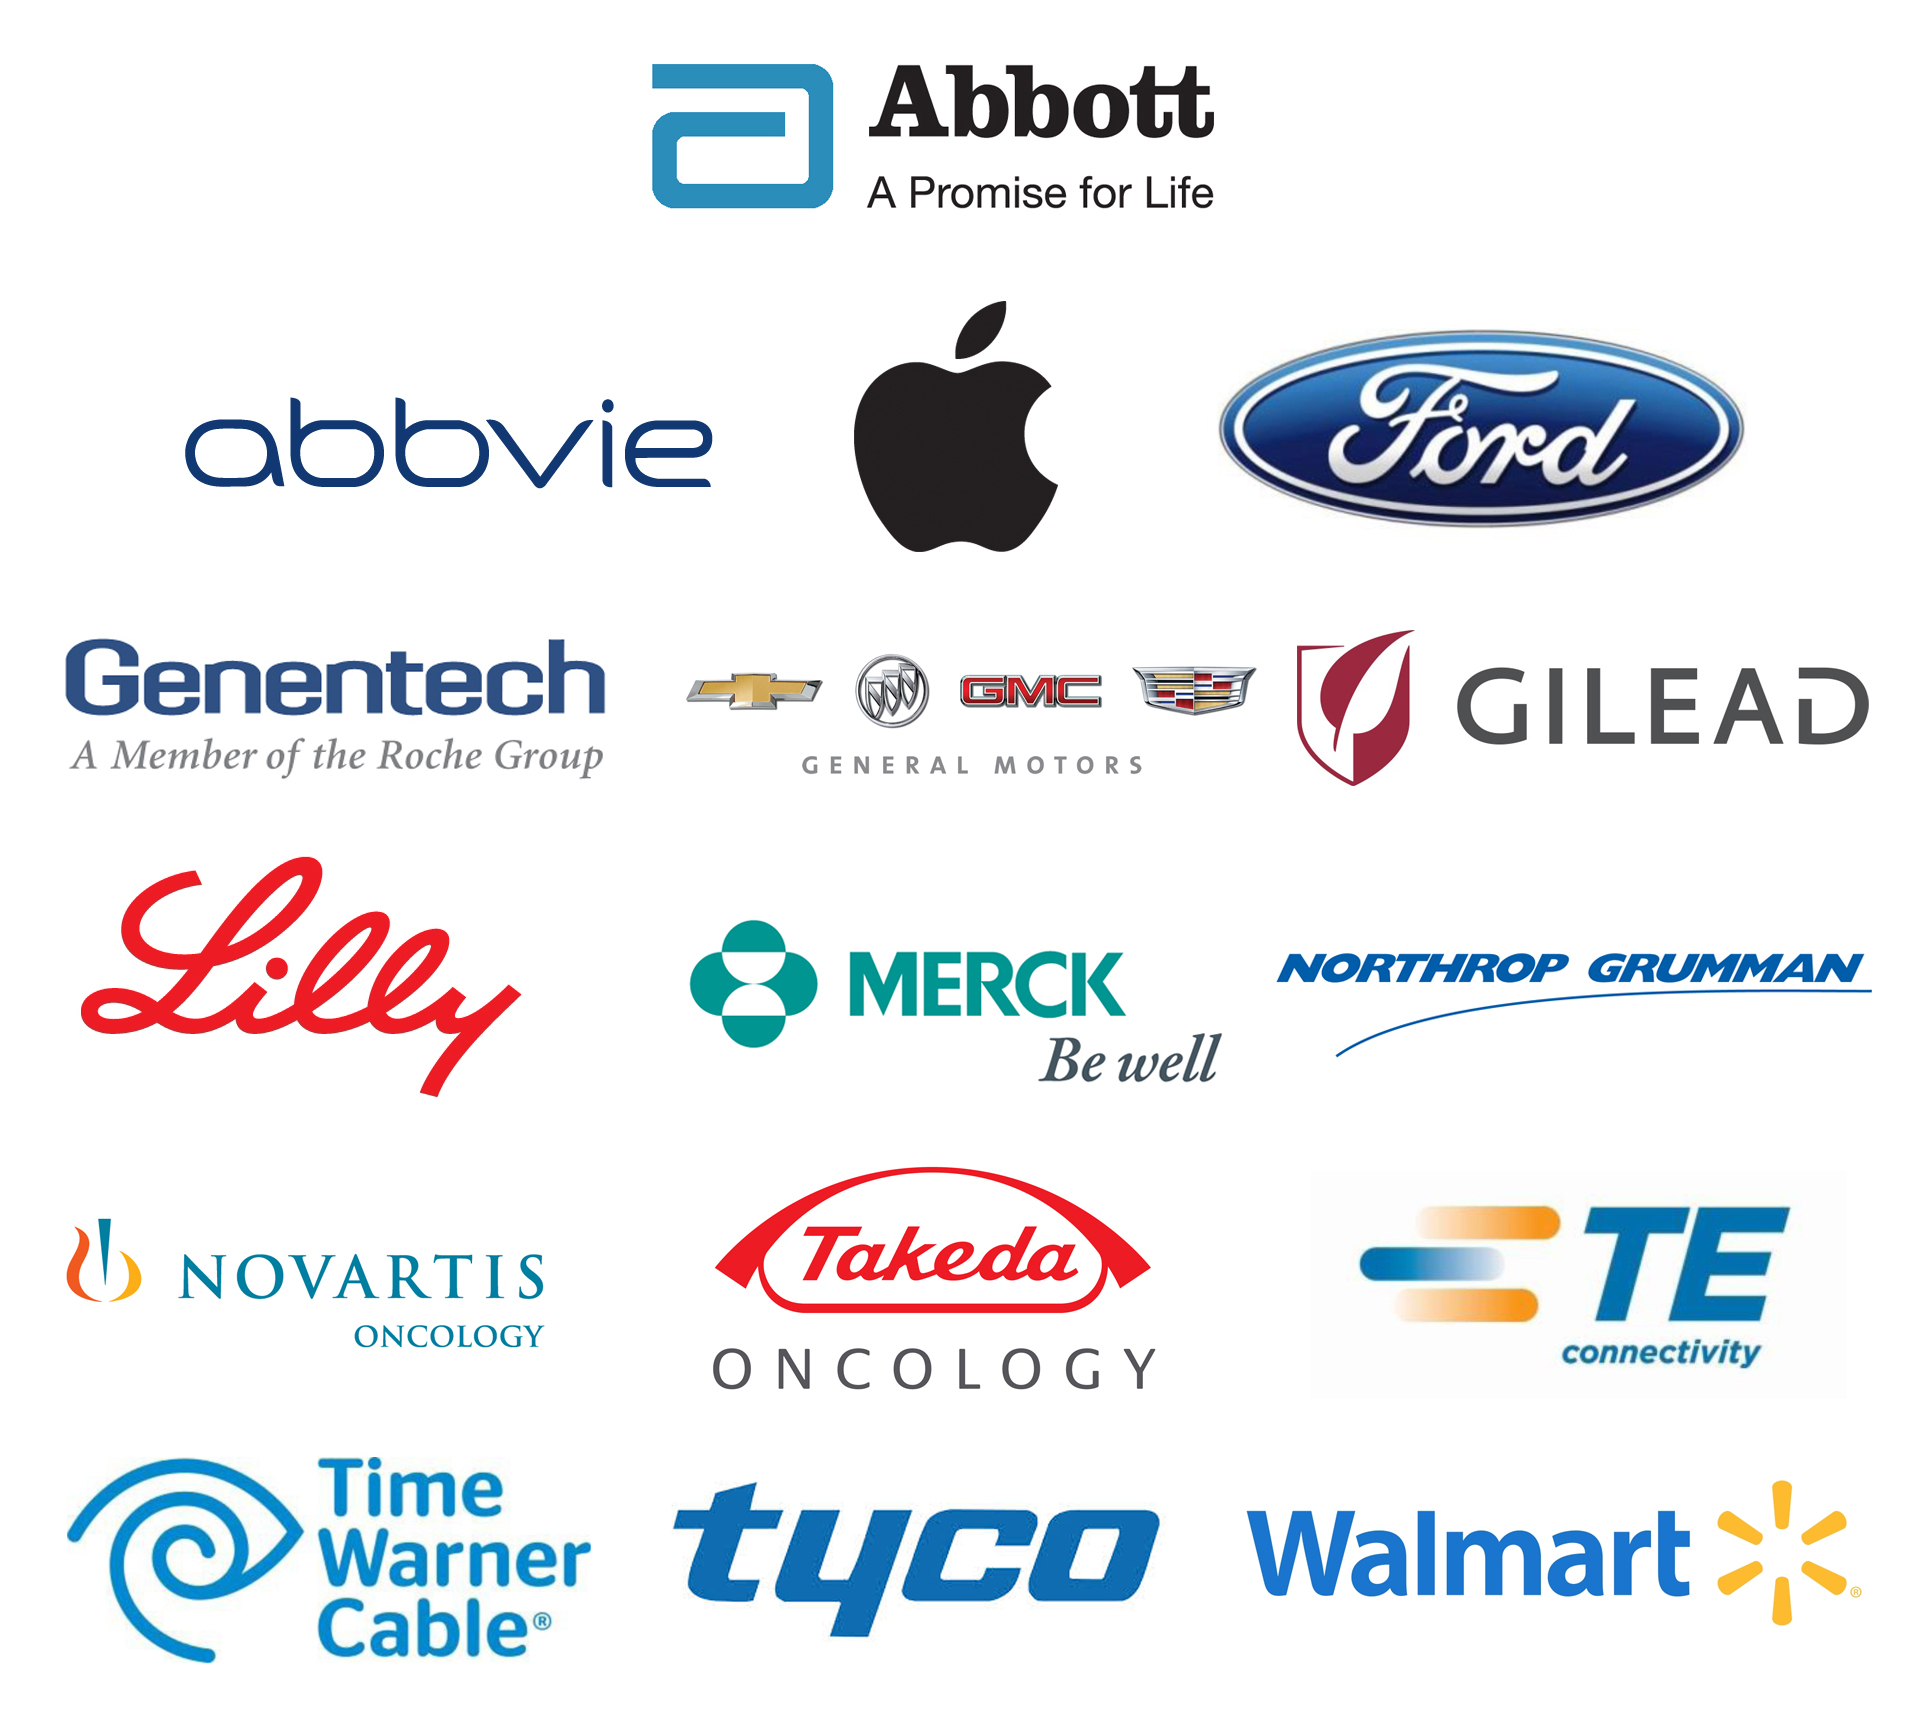 Abbott
A Promise for Life
abbvie
Ford
Genentech
A Member of the Roche Group
GMC
GENERAL MOTORS
GILEAD
Lilly
MERCK
Be well
NORTHROP GRUMMAN
NOVARTIS
ONCOLOGY
Takeda
ONCOLOGY
TE
connectivity
Time
Warner
Cable®
tyco
Walmart ®